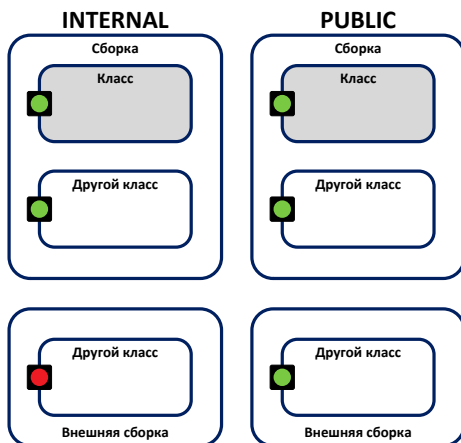 INTERNAL
Сборка
Класс
Другой класс
Другой класс
Внешняя сборка
PUBLIC
Сборка
Класс
Другой класс
Другой класс
Внешняя сборка